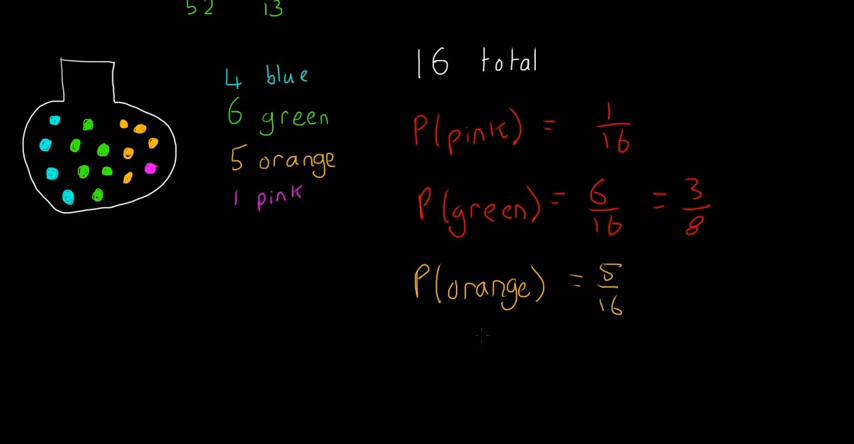 52 13
4 blue
6 green
5 orange
1 pink
16 total
P(pink) = 1/16
P(green) = 6/16 = 3/8
P(orange) = 5/16